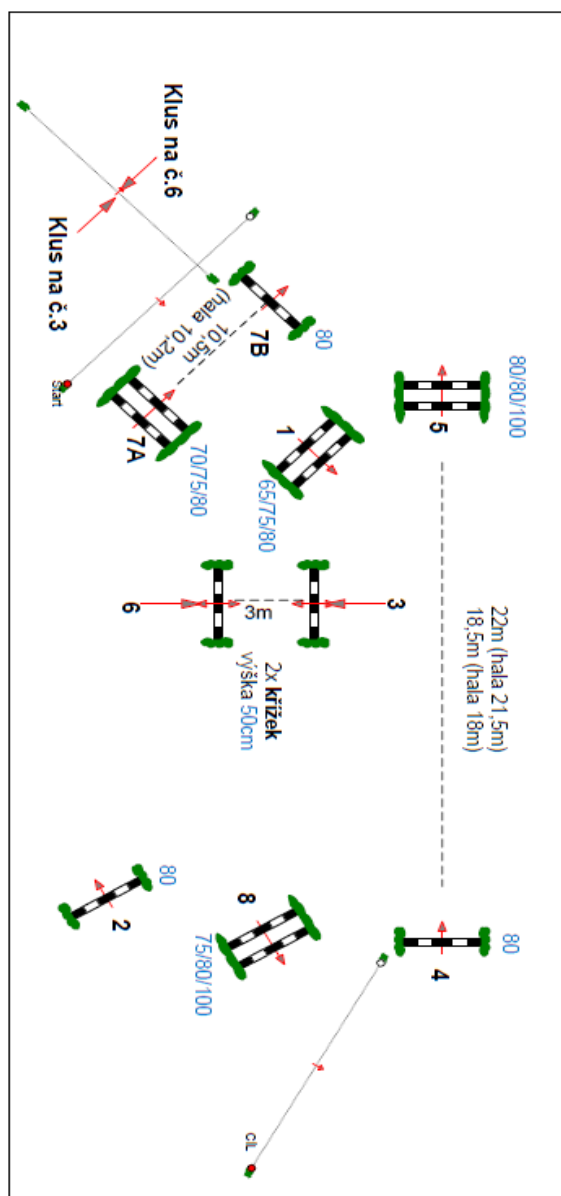 Klus na č.6
Klus na č.3
Start
7B
80
10,5m
(hala 10,2m)
7A
70/75/80
1
65/75/80
5
80/80/100
22m (hala 21,5m)
18,5m (hala 18m)
6
3m
3
2x křížek
výška 50cm
2
80
8
75/80/100
4
80
CIL